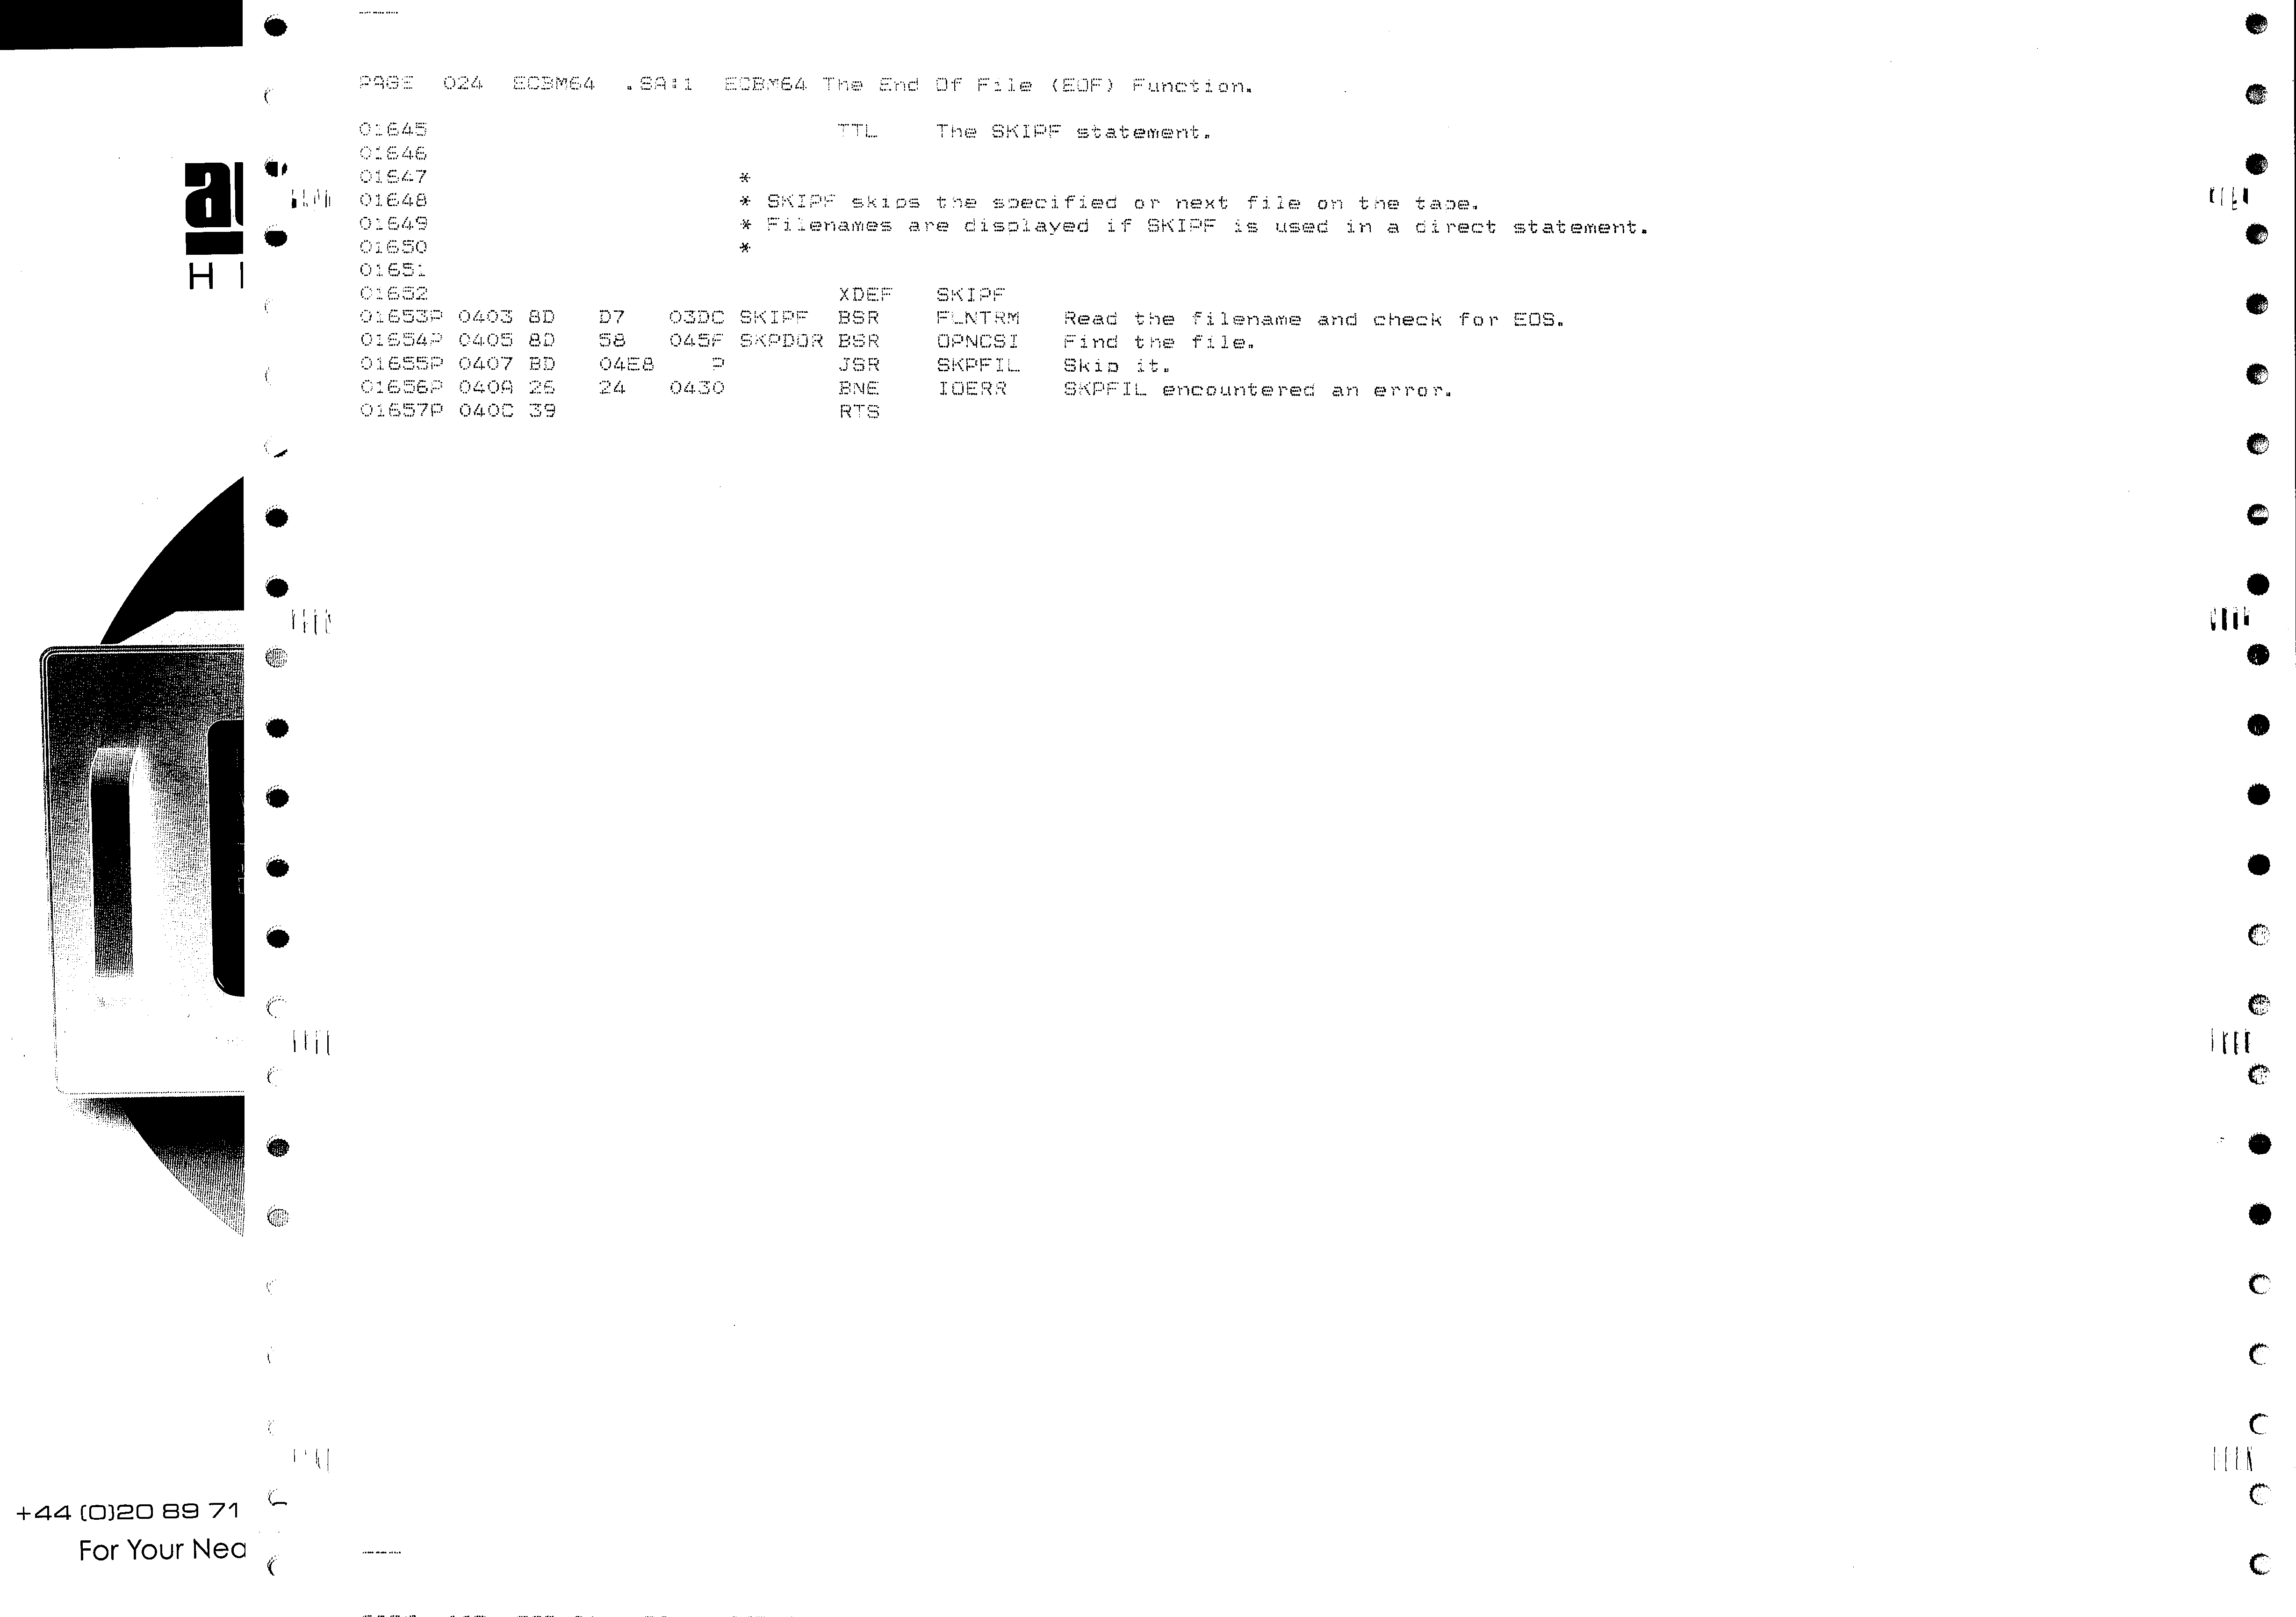 PAGE 024 ECBM64 .SA:1 ECBM64 The End Of File (EOF) Function.
01645 TTL The SKIPF statement.
01646
01647 *
01648 * SKIPF skips the specified or next file on the tape.
01649 * Filenames are displayed if SKIPF is used in a direct statement.
01650 *
01651
01652 XDEF SKIPF
01653P 0403 8D D7 03DC SKIPF BSR FLNTRM Read the filename and check for EOS.
01654P 0405 8D 58 045F SKPDOR BSR OPNCSI Find the file.
01655P 0407 BD 04E8 P JSR SKPFIL Skip it.
01656P 040A 26 24 0430 BNE IOERR SKPFIL encountered an error.
01657P 040C 39 RTS
H
+44 (0)20 89 71
For Your Nea